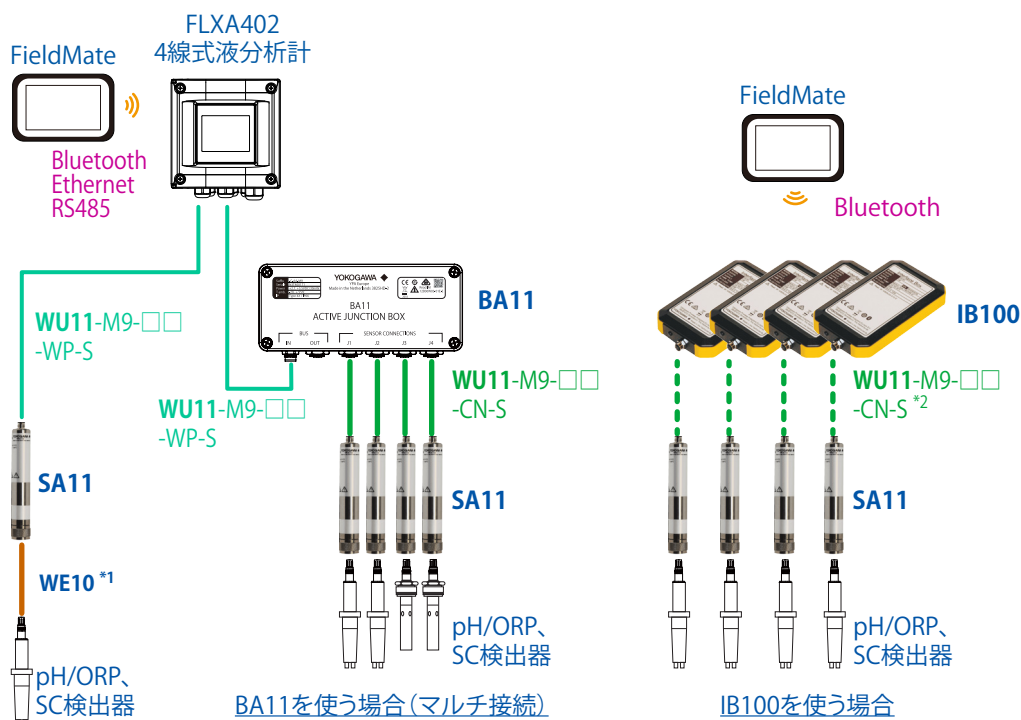 FLXA402
4線式液分析計
FieldMate
Bluetooth
Ethernet
RS485
WU11-M9-□□
-WP-S
SA11
WE10 *1
pH/ORP、
SC検出器
YOKOGAWA
BA11
ACTIVE JUNCTION BOX
BUS
SENSOR CONNECTIONS
IN
OUT
J1
J2
J3
J4
BA11
WU11-M9-□□
-WP-S
WU11-M9-□□
-CN-S
SA11
pH/ORP、
SC検出器
BA11を使う場合（マルチ接続）
FieldMate
Bluetooth
IB100
WU11-M9-□□
-CN-S *2
SA11
pH/ORP、
SC検出器
IB100を使う場合